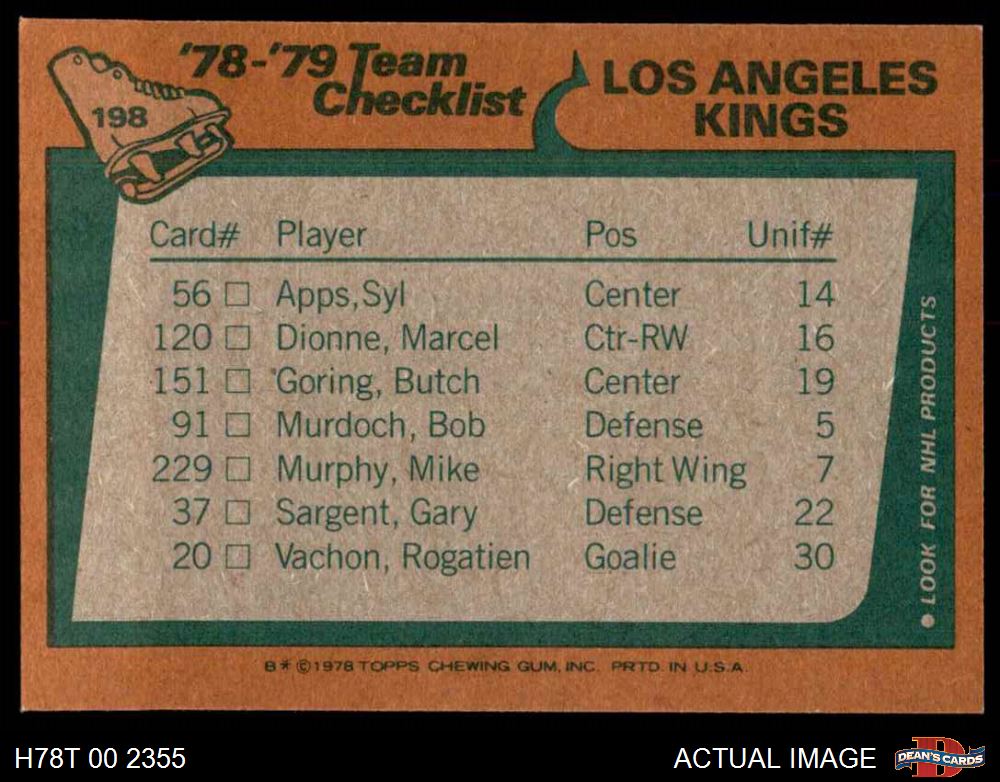 198
'78-'79 Team
Checklist
LOS ANGELES
KINGS
Card# Player Pos Unif#
56 □ Apps,Syl Center 14
120 □ Dionne, Marcel Ctr-RW 16
151 □ Goring, Butch Center 19
91 □ Murdoch, Bob Defense 5
229 □ Murphy, Mike Right Wing 7
37 □ Sargent, Gary Defense 22
20 □ Vachon, Rogatien Goalie 30
● LOOK FOR NHL PRODUCTS
B* ©1978 TOPPS CHEWING GUM, INC. PRTD. IN U.S.A.
H78T 00 2355
ACTUAL IMAGE
D
DEAN'S CARDS